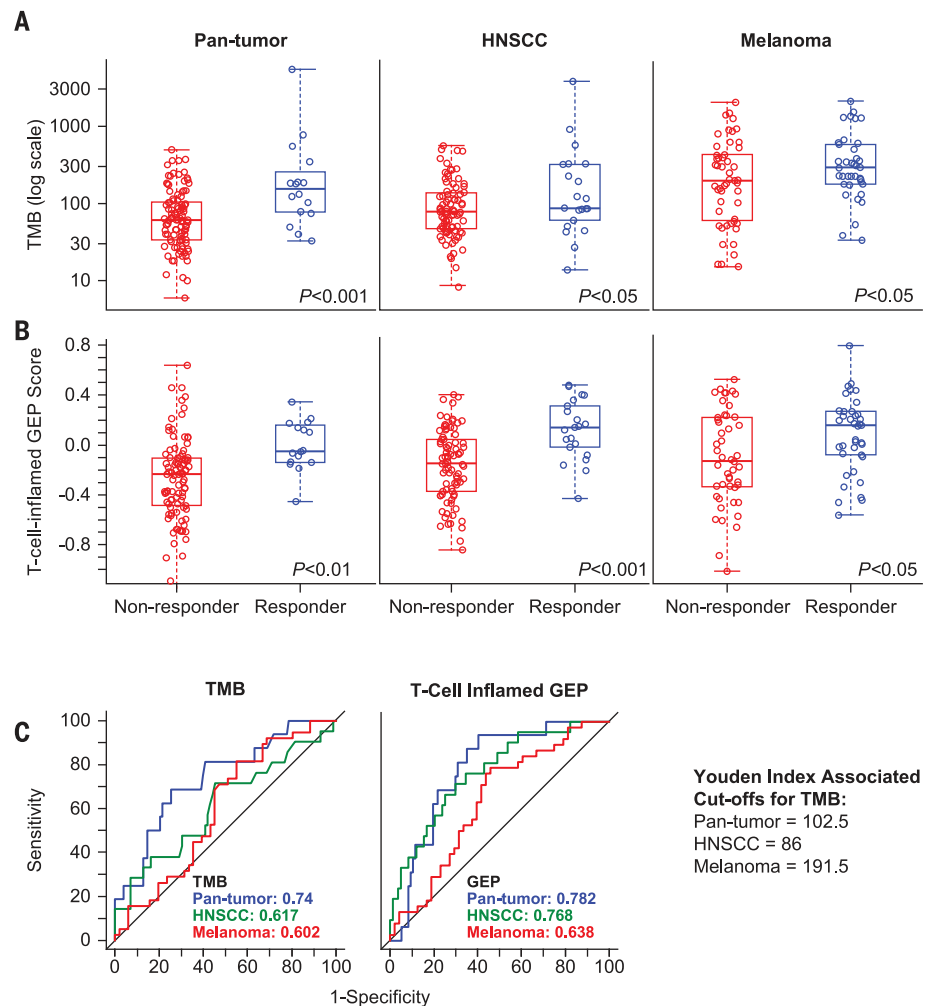 A
Pan-tumor
HNSCC
Melanoma
TMB (log scale)
3000
1000
300
100
30
10
P<0.001
P<0.05
P<0.05
B
T-cell-inflamed GEP Score
0.8
0.4
0.0
-0.4
-0.8
P<0.01
P<0.001
P<0.05
Non-responder Responder
Non-responder Responder
Non-responder Responder
C
TMB
T-Cell Inflamed GEP
Sensitivity
100
80
60
40
20
0
TMB
Pan-tumor: 0.74
HNSCC: 0.617
Melanoma: 0.602
GEP
Pan-tumor: 0.782
HNSCC: 0.768
Melanoma: 0.638
0 20 40 60 80 100
0 20 40 60 80 100
1-Specificity
Youden Index Associated
Cut-offs for TMB:
Pan-tumor = 102.5
HNSCC = 86
Melanoma = 191.5